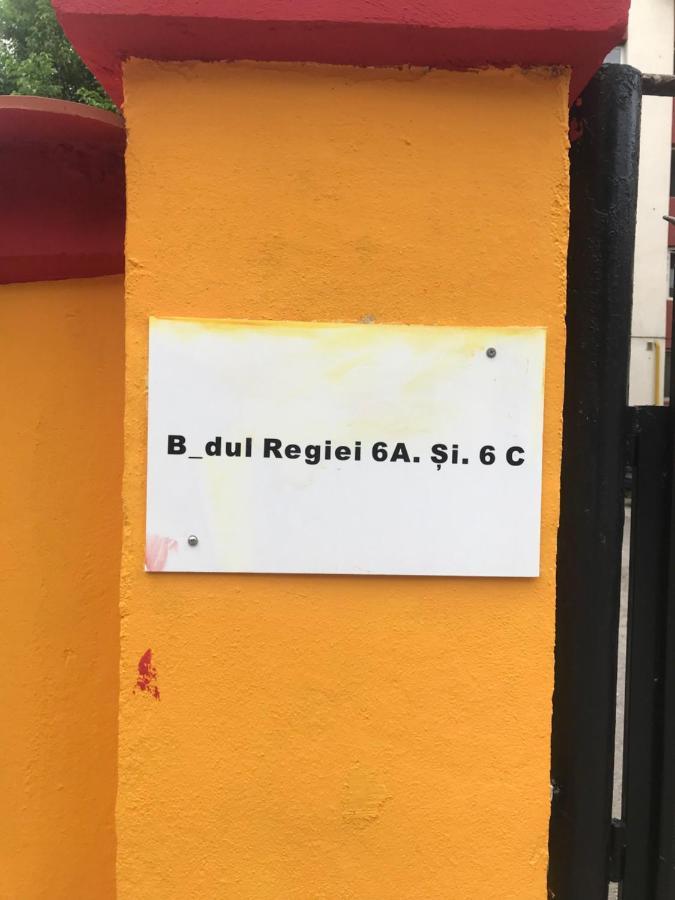 B_dul Regiei 6A. Și. 6 C